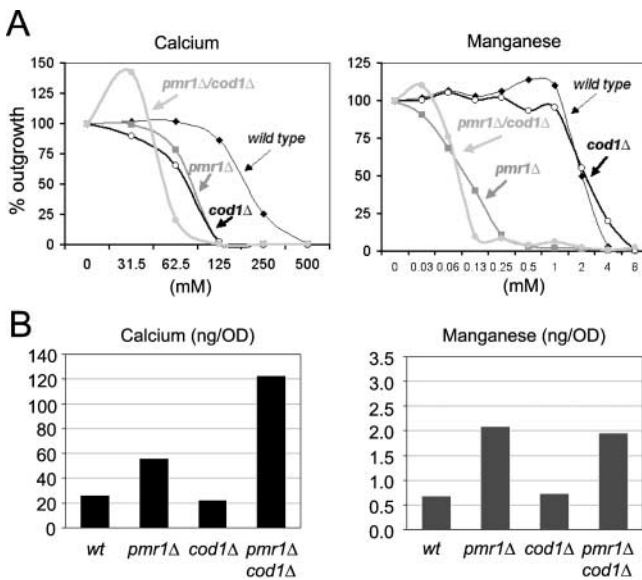 A
Calcium
% outgrowth
150
125
100
75
50
25
0
pmr1Δ/cod1Δ
wild type
pmr1Δ
cod1Δ
0 31.5 62.5 125 250 500
(mM)
Manganese
125
100
75
50
25
0
wild type
pmr1Δ/cod1Δ
cod1Δ
pmr1Δ
0 0.03 0.06 0.13 0.25 0.5 1 2 4 8
(mM)
B
Calcium (ng/OD)
140
120
100
80
60
40
20
0
wt pmr1Δ cod1Δ pmr1Δ
cod1Δ
Manganese (ng/OD)
3.5
3.0
2.5
2.0
1.5
1.0
0.5
0.0
wt pmr1Δ cod1Δ pmr1Δ
cod1Δ